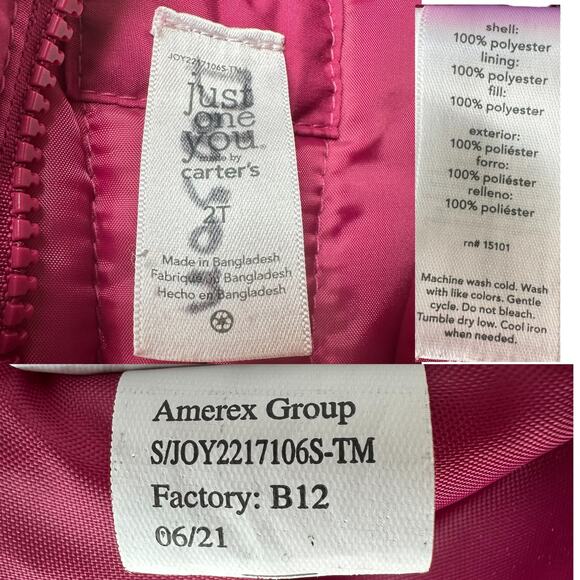 JOY2217106S-TM
just
one
you®
made by
carter's
2T
Made in Bangladesh
Fabriqué au Bangladesh
Hecho en Bangladesh
shell:
100% polyester
lining:
100% polyester
fill:
100% polyester
exterior:
100% poliéster
forro:
100% poliéster
relleno:
100% poliéster
rn# 15101
Machine wash cold. Wash
with like colors. Gentle
cycle. Do not bleach.
Tumble dry low. Cool iron
when needed.
Amerex Group
S/JOY2217106S-TM
Factory: B12
06/21